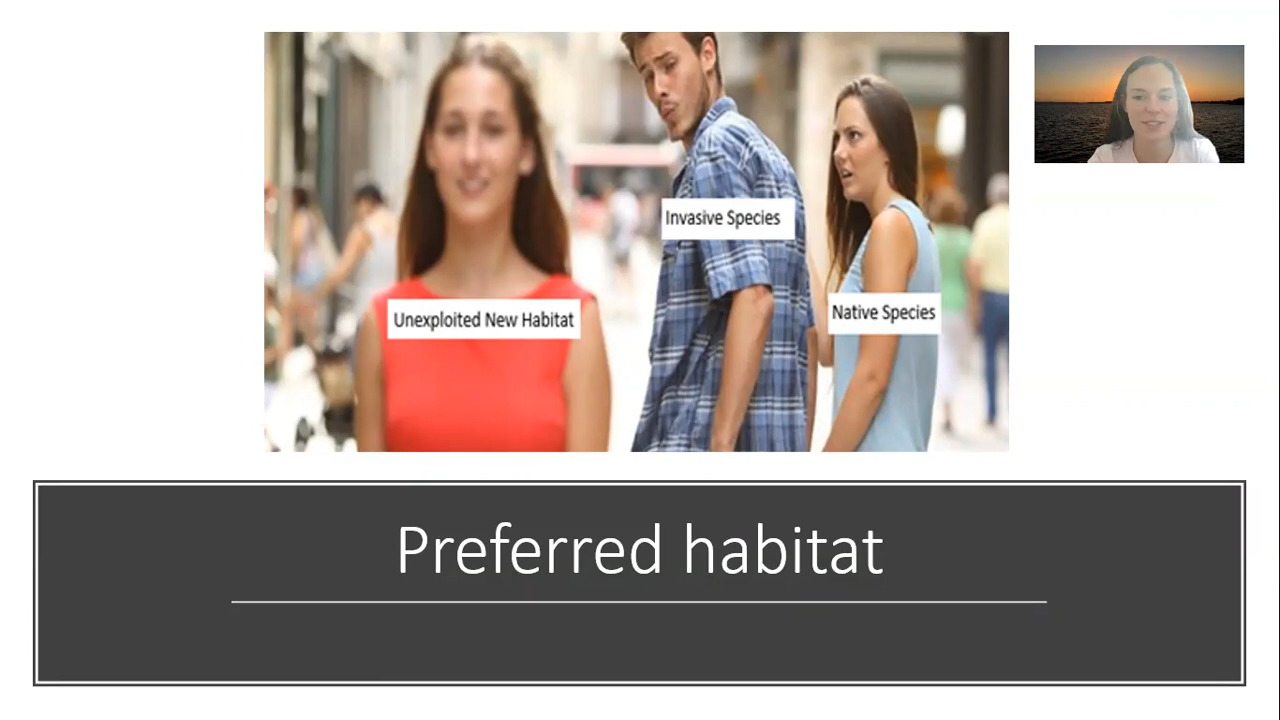 Invasive Species
Native Species
Unexploited New Habitat
Preferred habitat